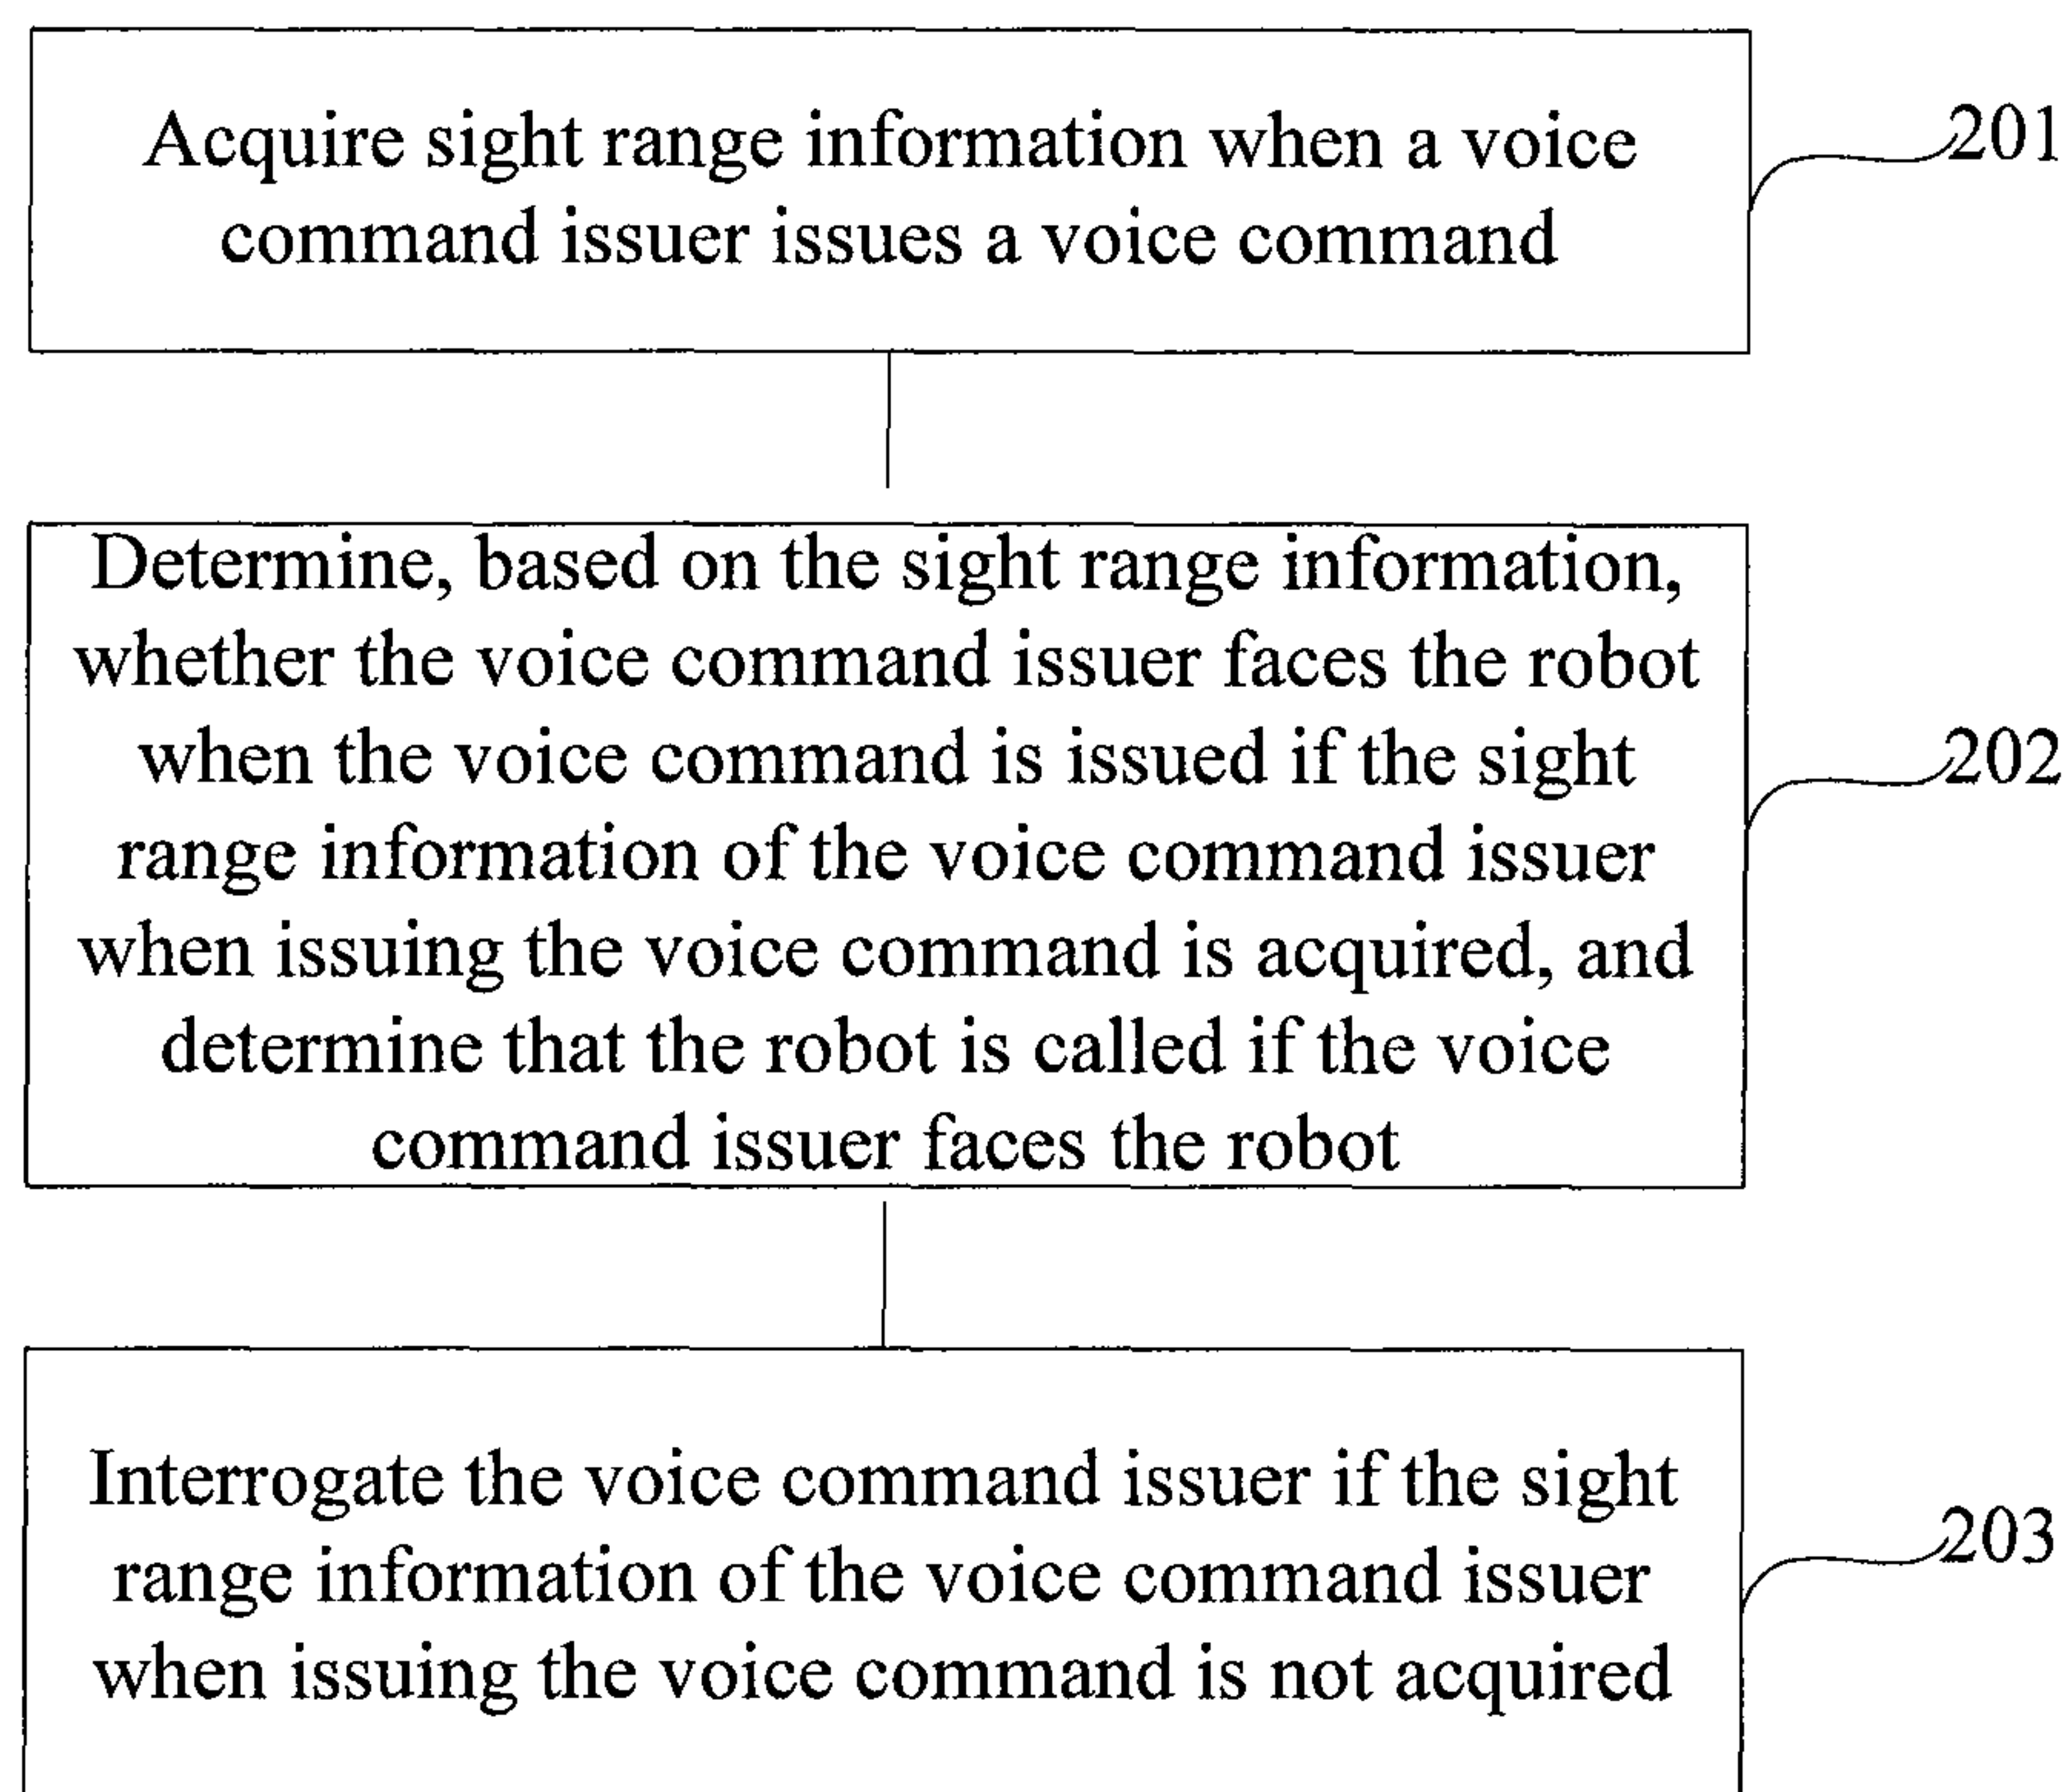 Acquire sight range information when a voice
command issuer issues a voice command
201
Determine, based on the sight range information,
whether the voice command issuer faces the robot
when the voice command is issued if the sight
range information of the voice command issuer
when issuing the voice command is acquired, and
determine that the robot is called if the voice
command issuer faces the robot
202
Interrogate the voice command issuer if the sight
range information of the voice command issuer
when issuing the voice command is not acquired
203